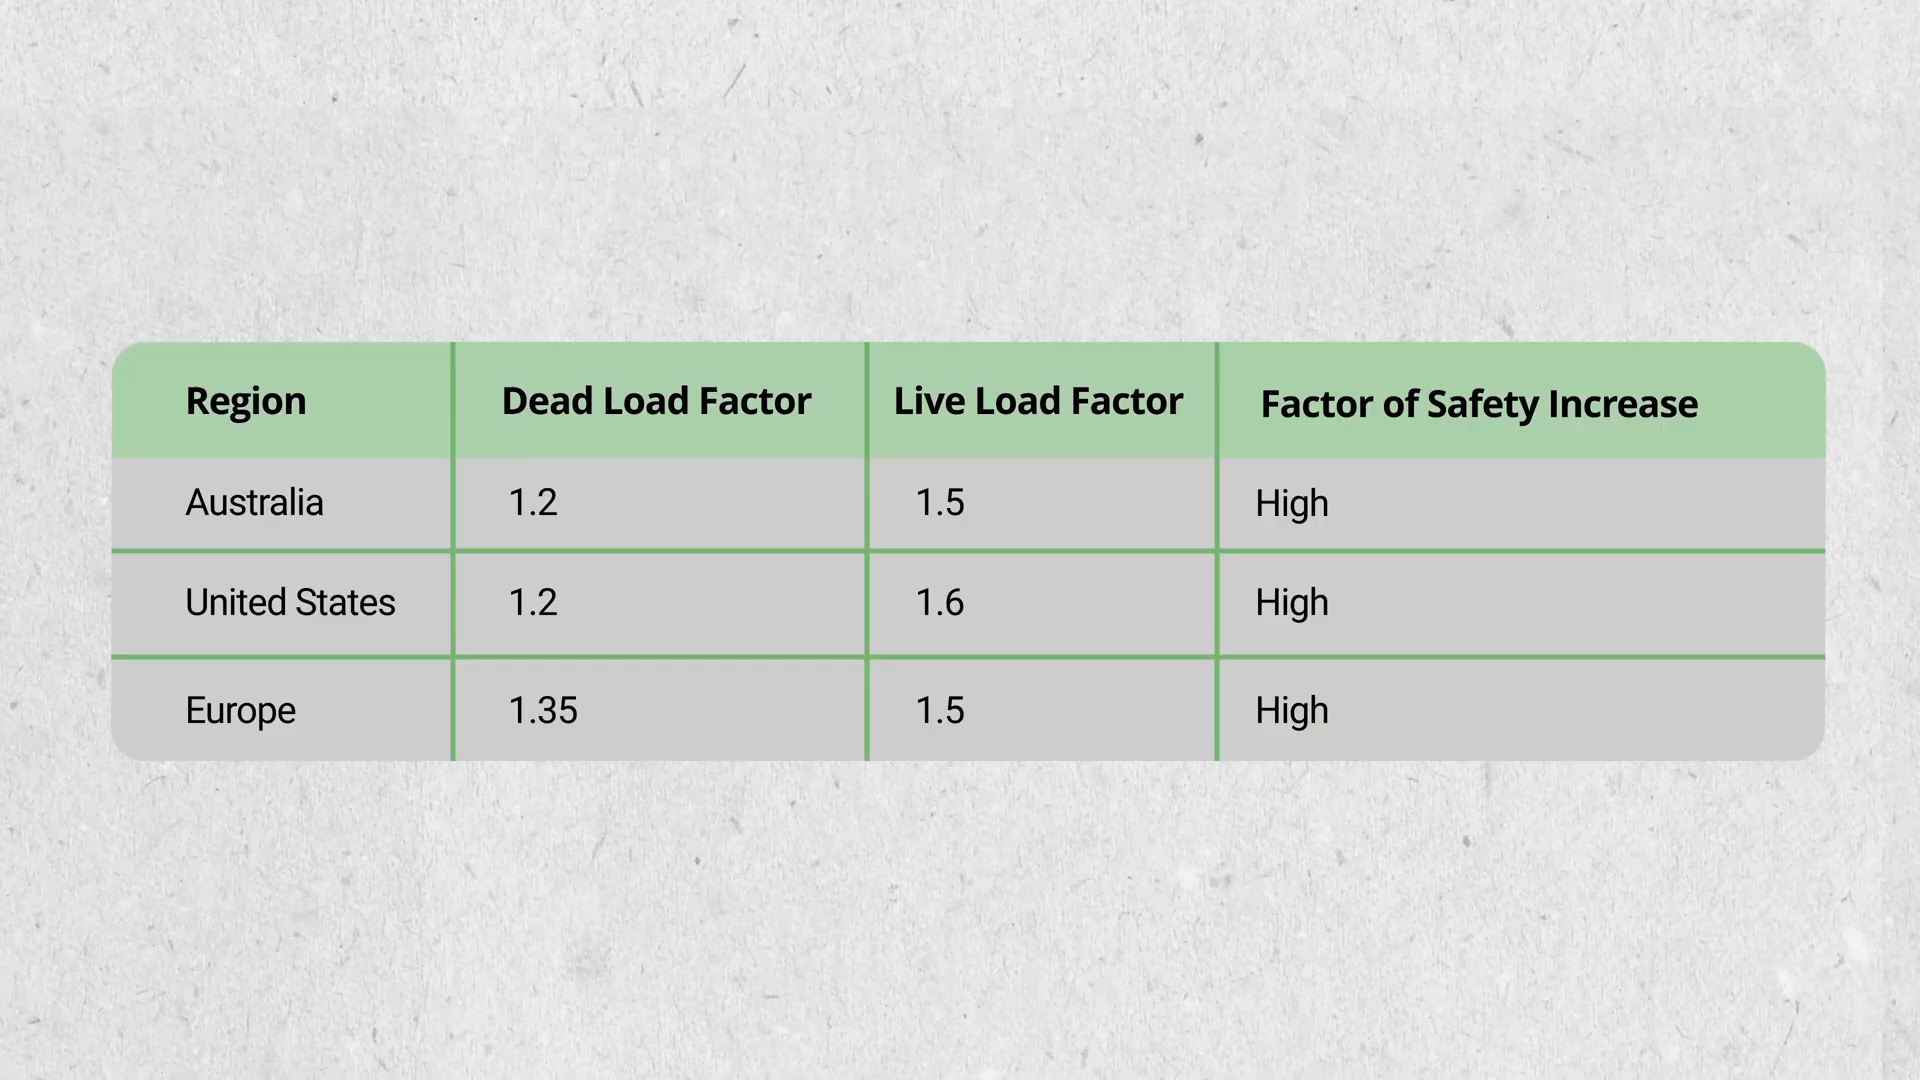 Region Dead Load Factor Live Load Factor Factor of Safety Increase
Australia 1.2 1.5 High
United States 1.2 1.6 High
Europe 1.35 1.5 High